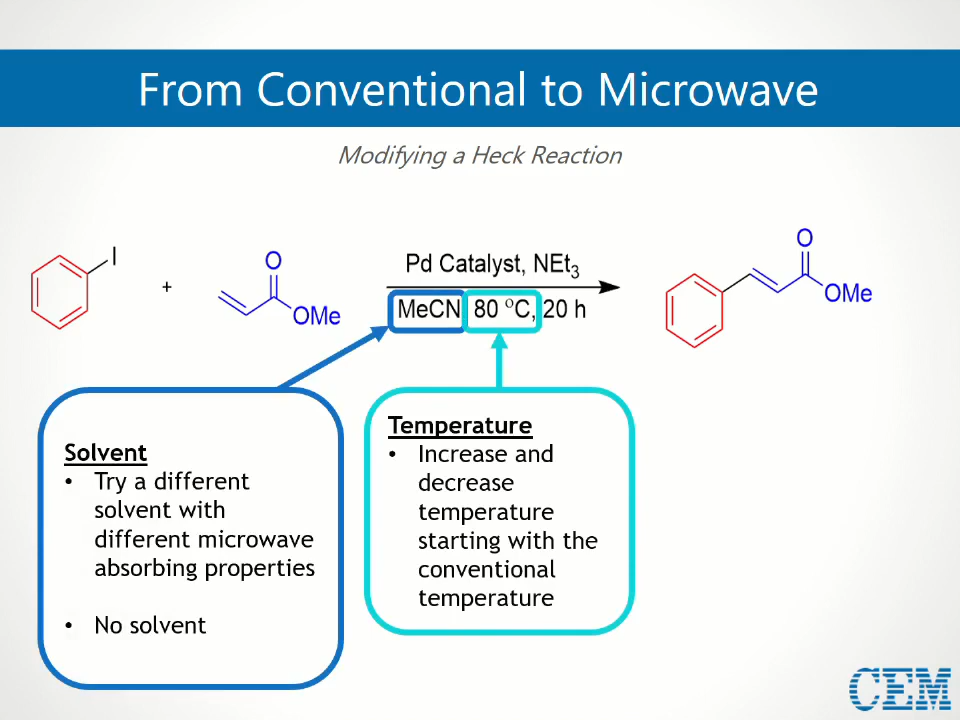 From Conventional to Microwave
Modifying a Heck Reaction
I
+
O
OMe
Pd Catalyst, NEt3
MeCN, 80 ºC, 20 h
O
OMe
Solvent
• Try a different
solvent with
different microwave
absorbing properties
• No solvent
Temperature
• Increase and
decrease
temperature
starting with the
conventional
temperature
CEM